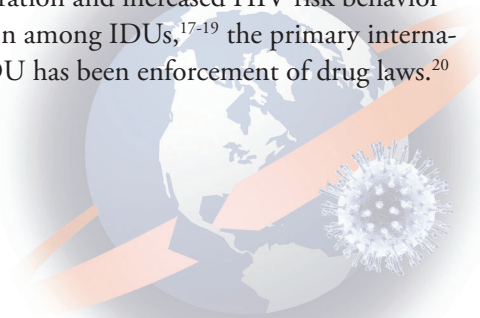 ration and increased HIV risk behavior
n among IDUs,17-19 the primary interna-
DU has been enforcement of drug laws.20